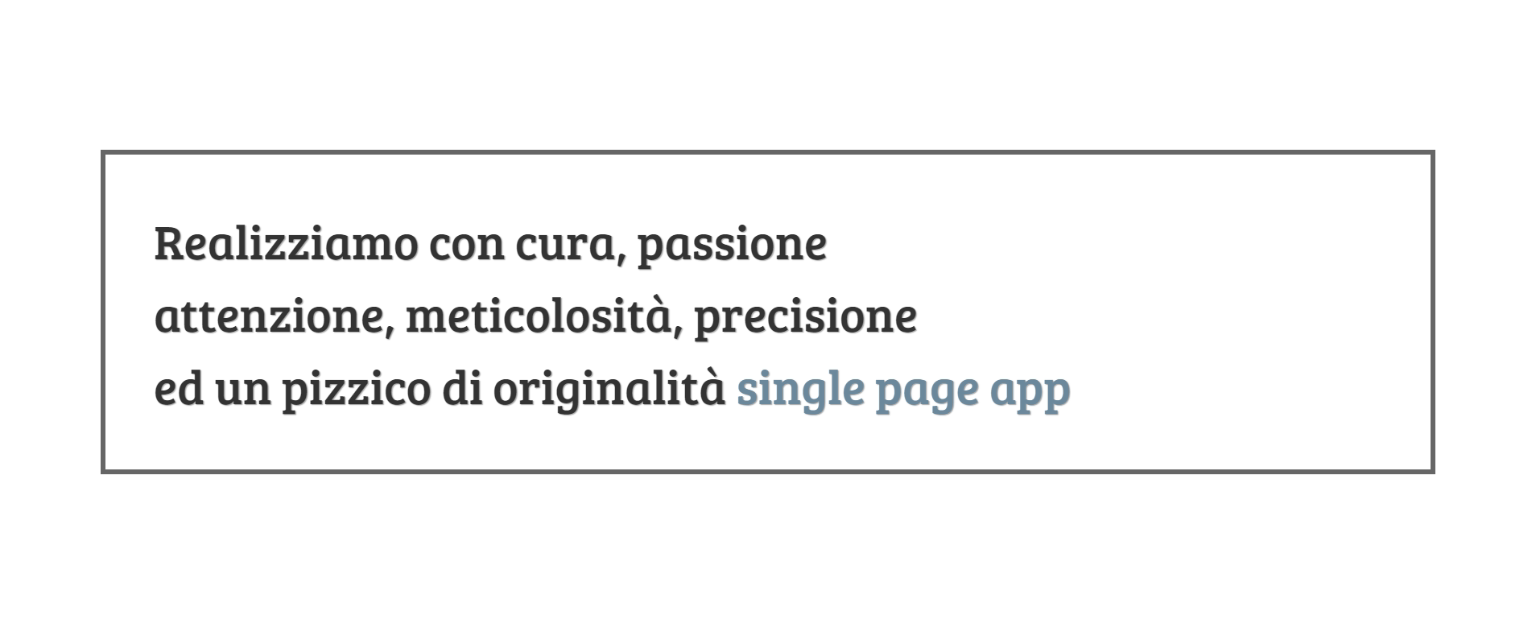 Realizziamo con cura, passione
attenzione, meticolosità, precisione
ed un pizzico di originalità single page app